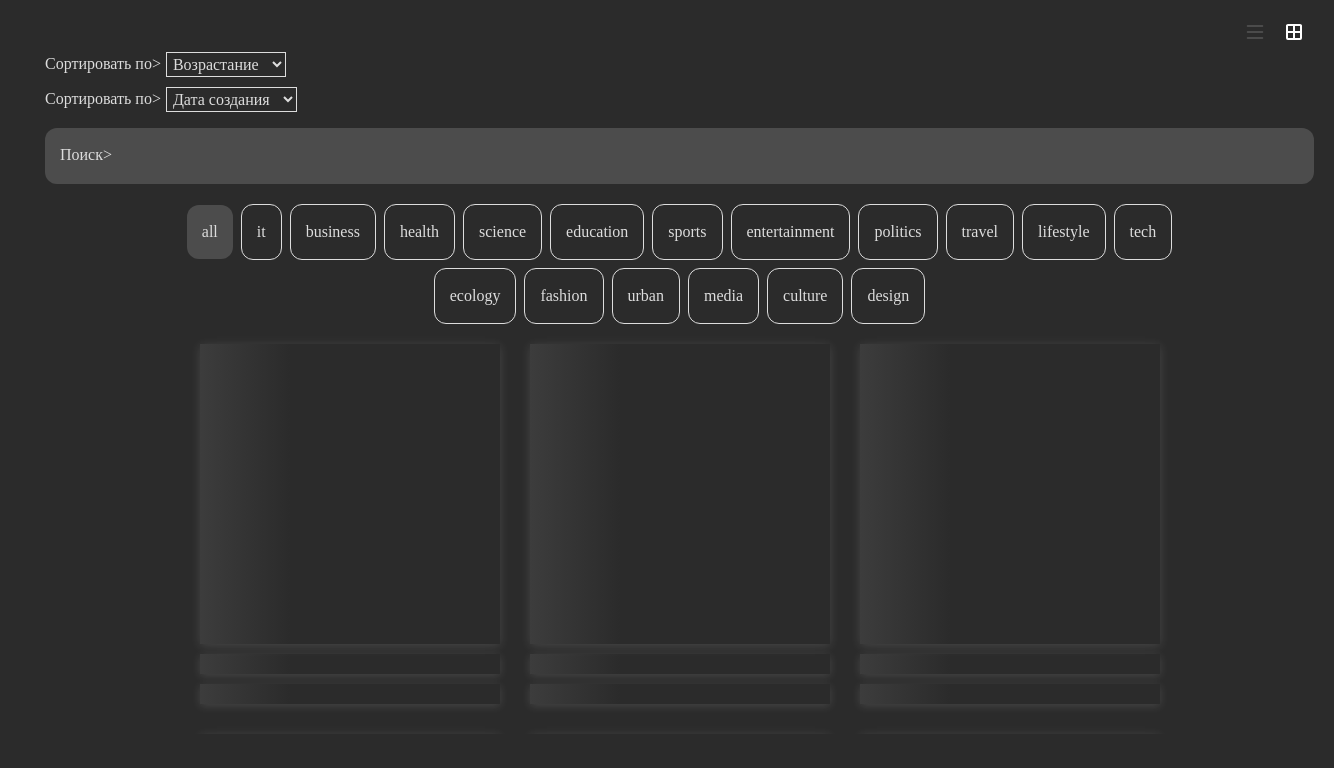 Сортировать по> Возрастание
Сортировать по> Дата создания
Поиск>
all it business health science education sports entertainment politics travel lifestyle tech
ecology fashion urban media culture design